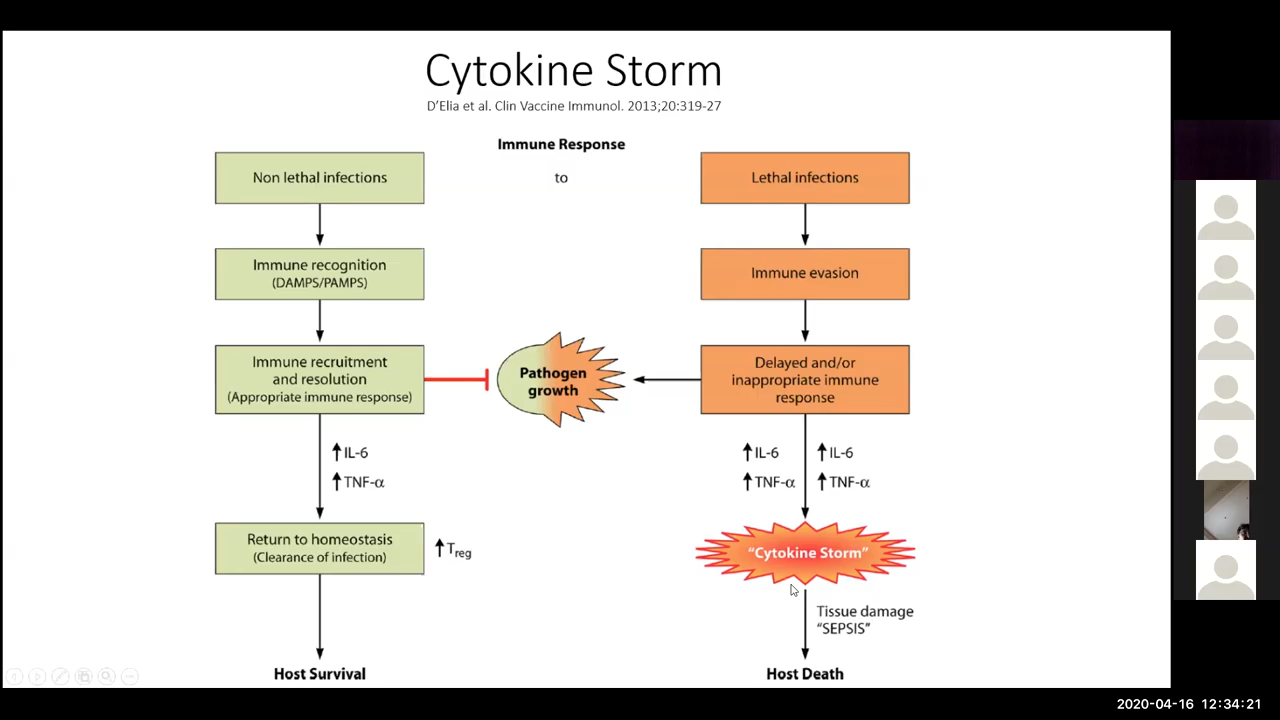 Cytokine Storm
D'Elia et al. Clin Vaccine Immunol. 2013;20:319-27
Immune Response
to
Non lethal infections
Immune recognition
(DAMPS/PAMPS)
Immune recruitment
and resolution
(Appropriate immune response)
↑ IL-6
↑ TNF-α
Return to homeostasis
(Clearance of infection)
↑ Treg
Host Survival
Pathogen
growth
Lethal infections
Immune evasion
Delayed and/or
inappropriate immune
response
↑ IL-6 ↑ IL-6
↑ TNF-α ↑ TNF-α
"Cytokine Storm"
Tissue damage
"SEPSIS"
Host Death
2020-04-16 12:34:21